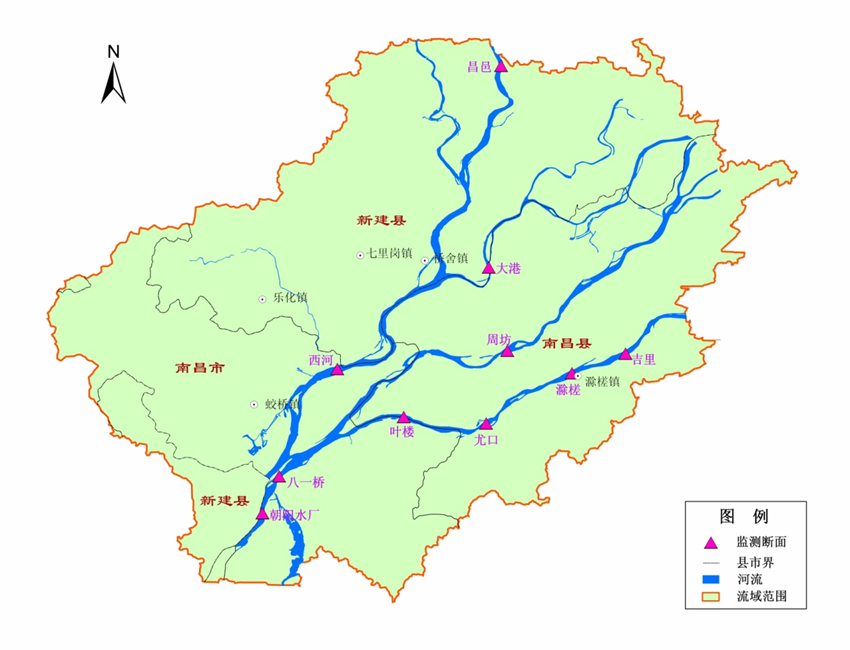 N
昌邑
新建县
七里岗镇
桥舍镇
大港
乐化镇
周坊
南昌县
西河
吉里
南昌市
滁槎镇
滁槎
蛟桥镇
叶楼
尤口
八一桥
新建县
朝阳水厂
图 例
监测断面
县市界
河流
流域范围